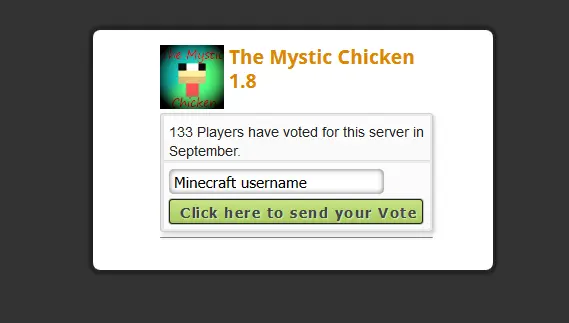 The Mystic
Chicken
The Mystic Chicken
1.8
133 Players have voted for this server in
September.
Minecraft username
Click here to send your Vote